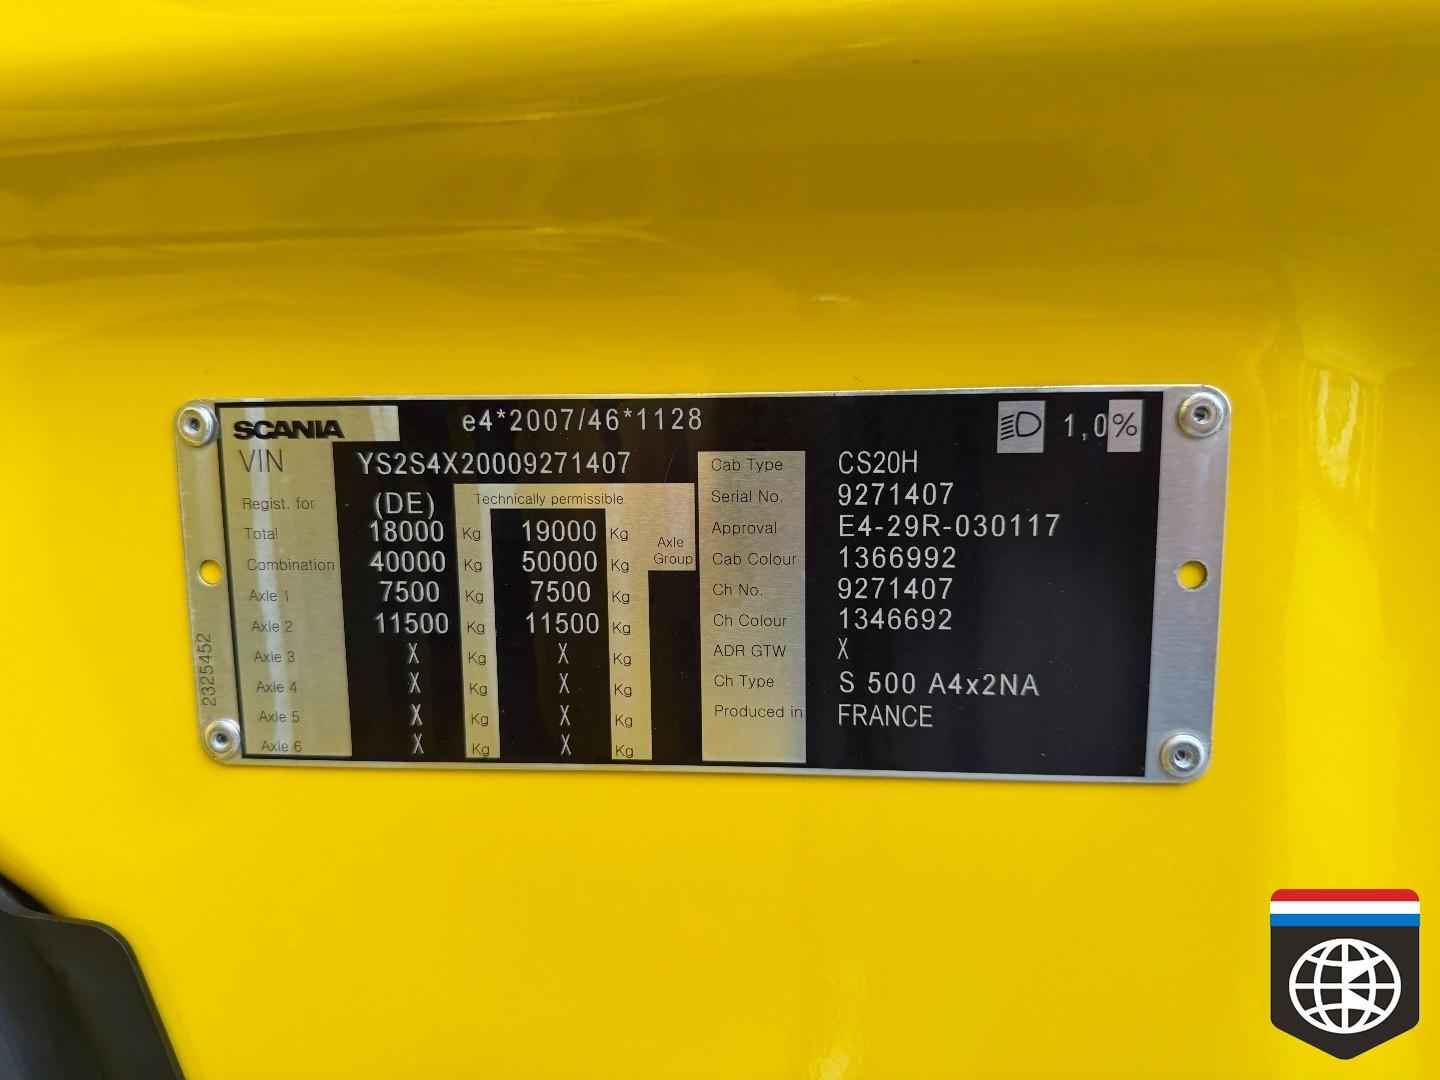 SCANIA e4*2007/46*1128 1,0%
VIN YS2S4X20009271407
Regist. for (DE) Technically permissible
Total 18000 Kg 19000 Kg
Axle Group
Combination 40000 Kg 50000 Kg
Axle 1 7500 Kg 7500 Kg
Axle 2 11500 Kg 11500 Kg
Axle 3 X Kg X Kg
Axle 4 X Kg X Kg
Axle 5 X Kg X Kg
Axle 6 X Kg X Kg
Cab Type CS20H
Serial No. 9271407
Approval E4-29R-030117
Cab Colour 1366992
Ch No. 9271407
Ch Colour 1346692
ADR GTW X
Ch Type S 500 A4x2NA
Produced in FRANCE
2325452